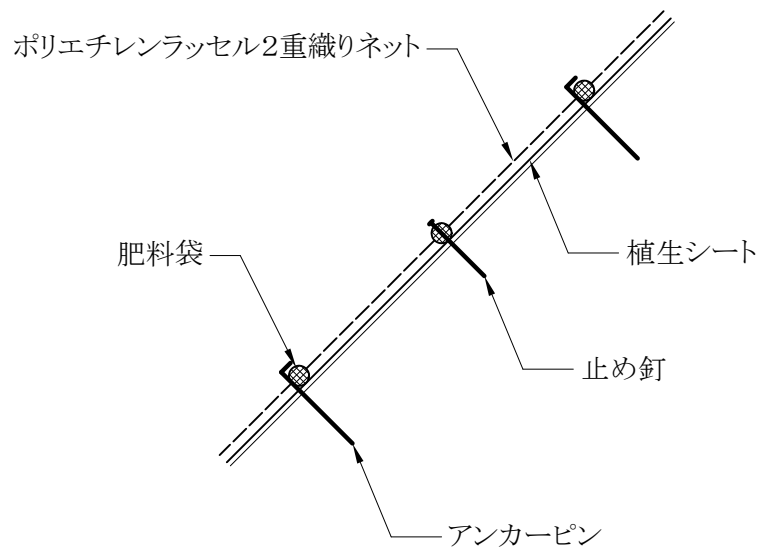 ポリエチレンラッセル２重織りネット
肥料袋
植生シート
止め釘
アンカーピン